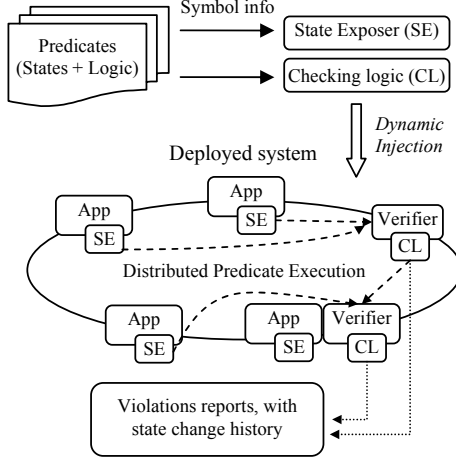 Symbol info
Predicates
(States + Logic)
State Exposer (SE)
Checking logic (CL)
Dynamic
Injection
Deployed system
App
SE
App
SE
Verifier
CL
Distributed Predicate Execution
App
SE
App
SE
Verifier
CL
Violations reports, with
state change history